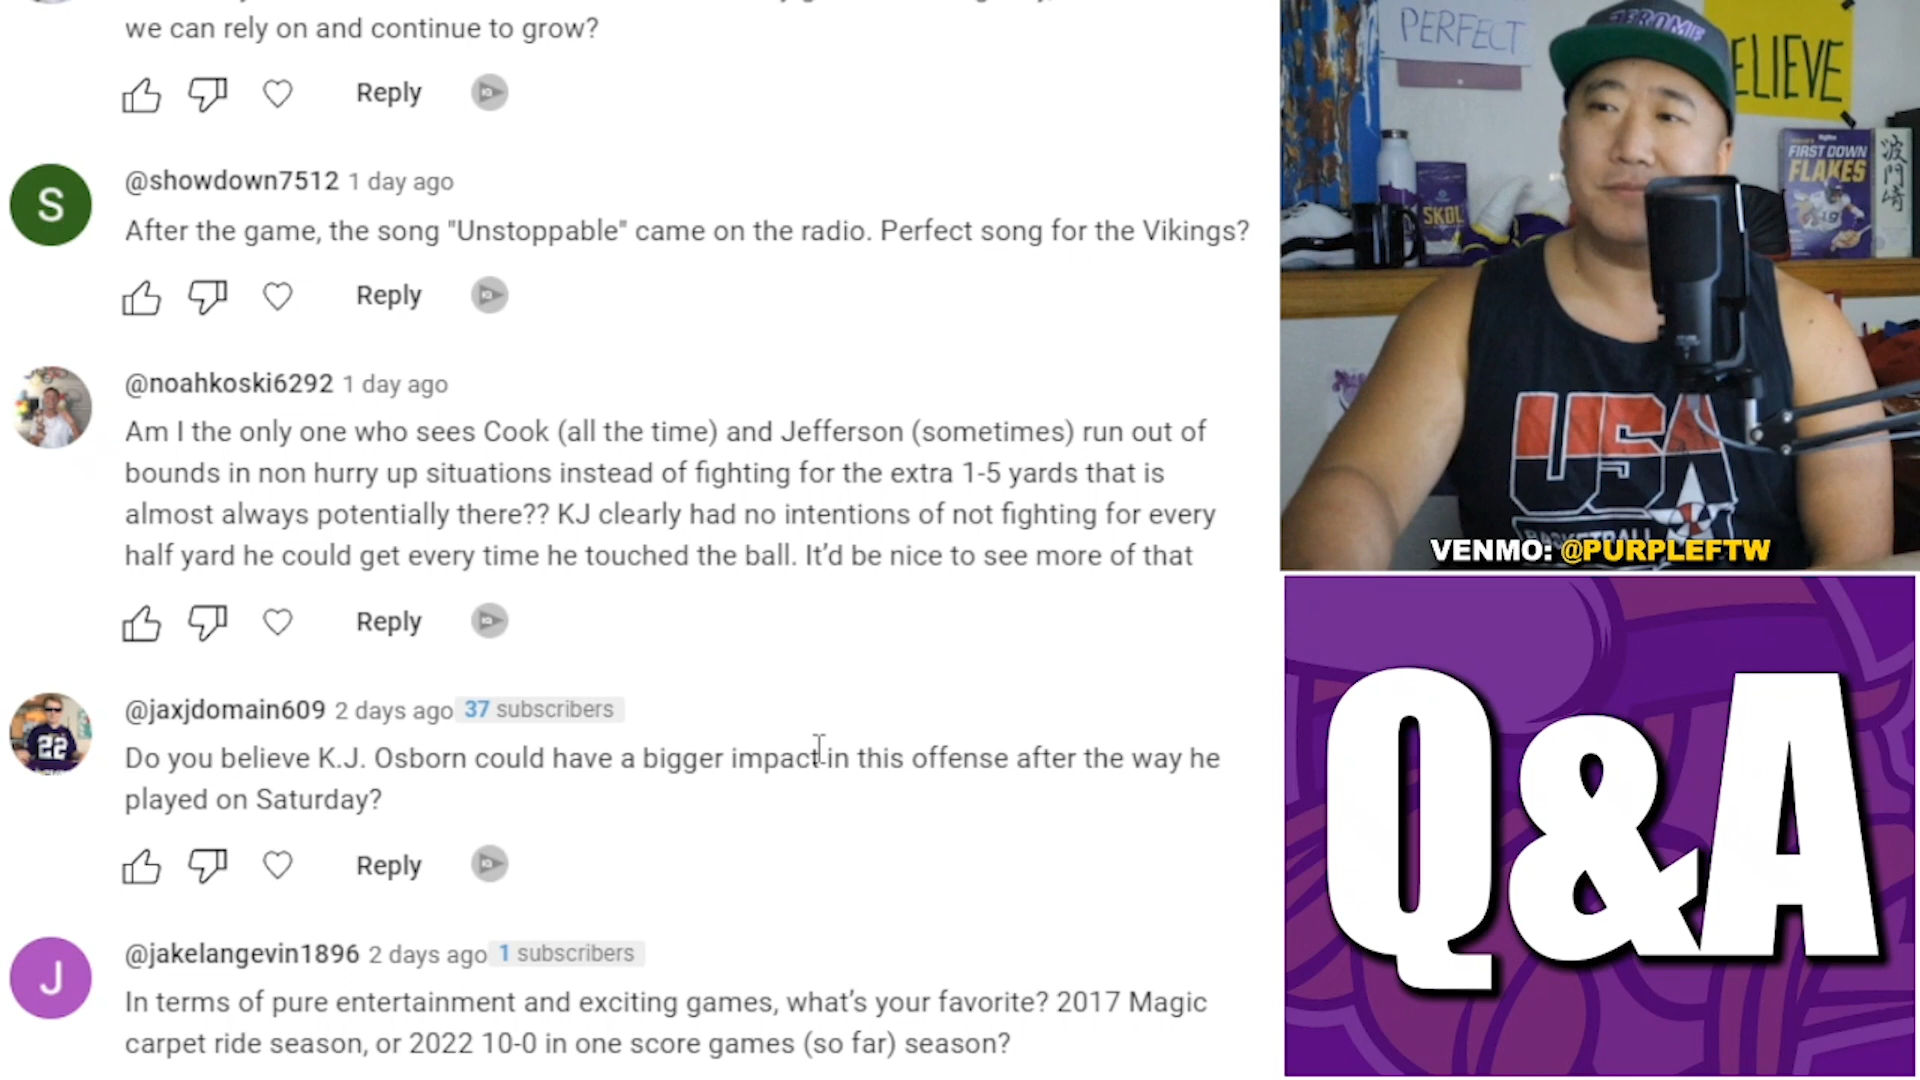 we can rely on and continue to grow?
Reply
S
@showdown7512 1 day ago
After the game, the song "Unstoppable" came on the radio. Perfect song for the Vikings?
Reply
@noahkoski6292 1 day ago
Am I the only one who sees Cook (all the time) and Jefferson (sometimes) run out of
bounds in non hurry up situations instead of fighting for the extra 1-5 yards that is
almost always potentially there?? KJ clearly had no intentions of not fighting for every
half yard he could get every time he touched the ball. It’d be nice to see more of that
Reply
@jaxjdomain609 2 days ago 37 subscribers
22
Do you believe K.J. Osborn could have a bigger impact in this offense after the way he
played on Saturday?
Reply
J
@jakelangevin1896 2 days ago 1 subscribers
In terms of pure entertainment and exciting games, what’s your favorite? 2017 Magic
carpet ride season, or 2022 10-0 in one score games (so far) season?
PERFECT
JEROME
ELIEVE
FIRST DOWN
FLAKES
19
波
門
崎
SKOL
USA
BASKETBALL
VENMO: @PURPLEFTW
Q&A